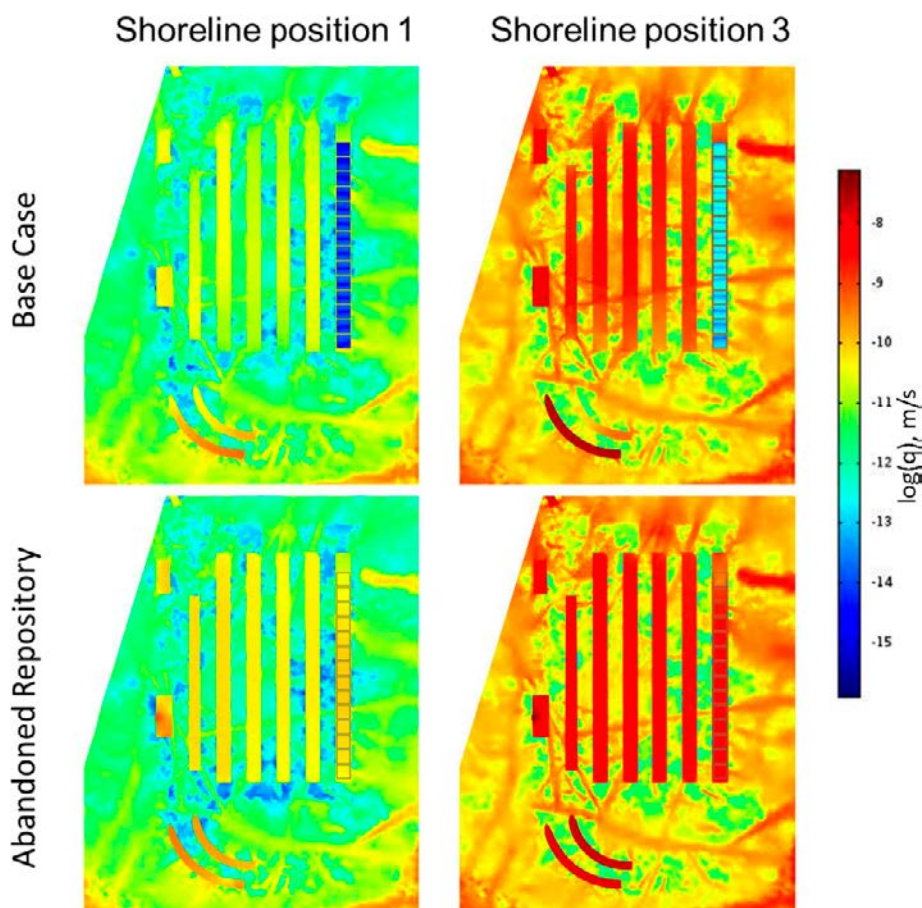 Shoreline position 1
Shoreline position 3
Base Case
Abandoned Repository
-8
-9
-10
-11
-12
-13
-14
-15
log(q), m/s